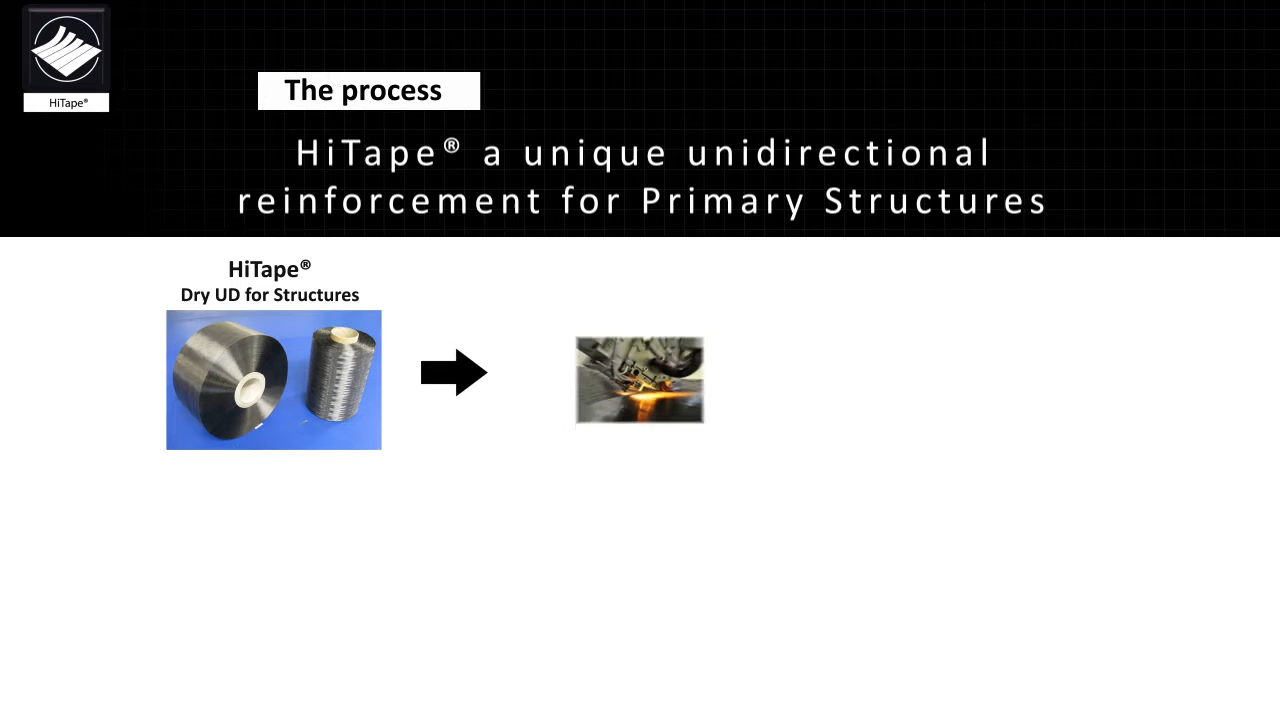 HiTape®
The process
HiTape® a unique unidirectional
reinforcement for Primary Structures
HiTape®
Dry UD for Structures